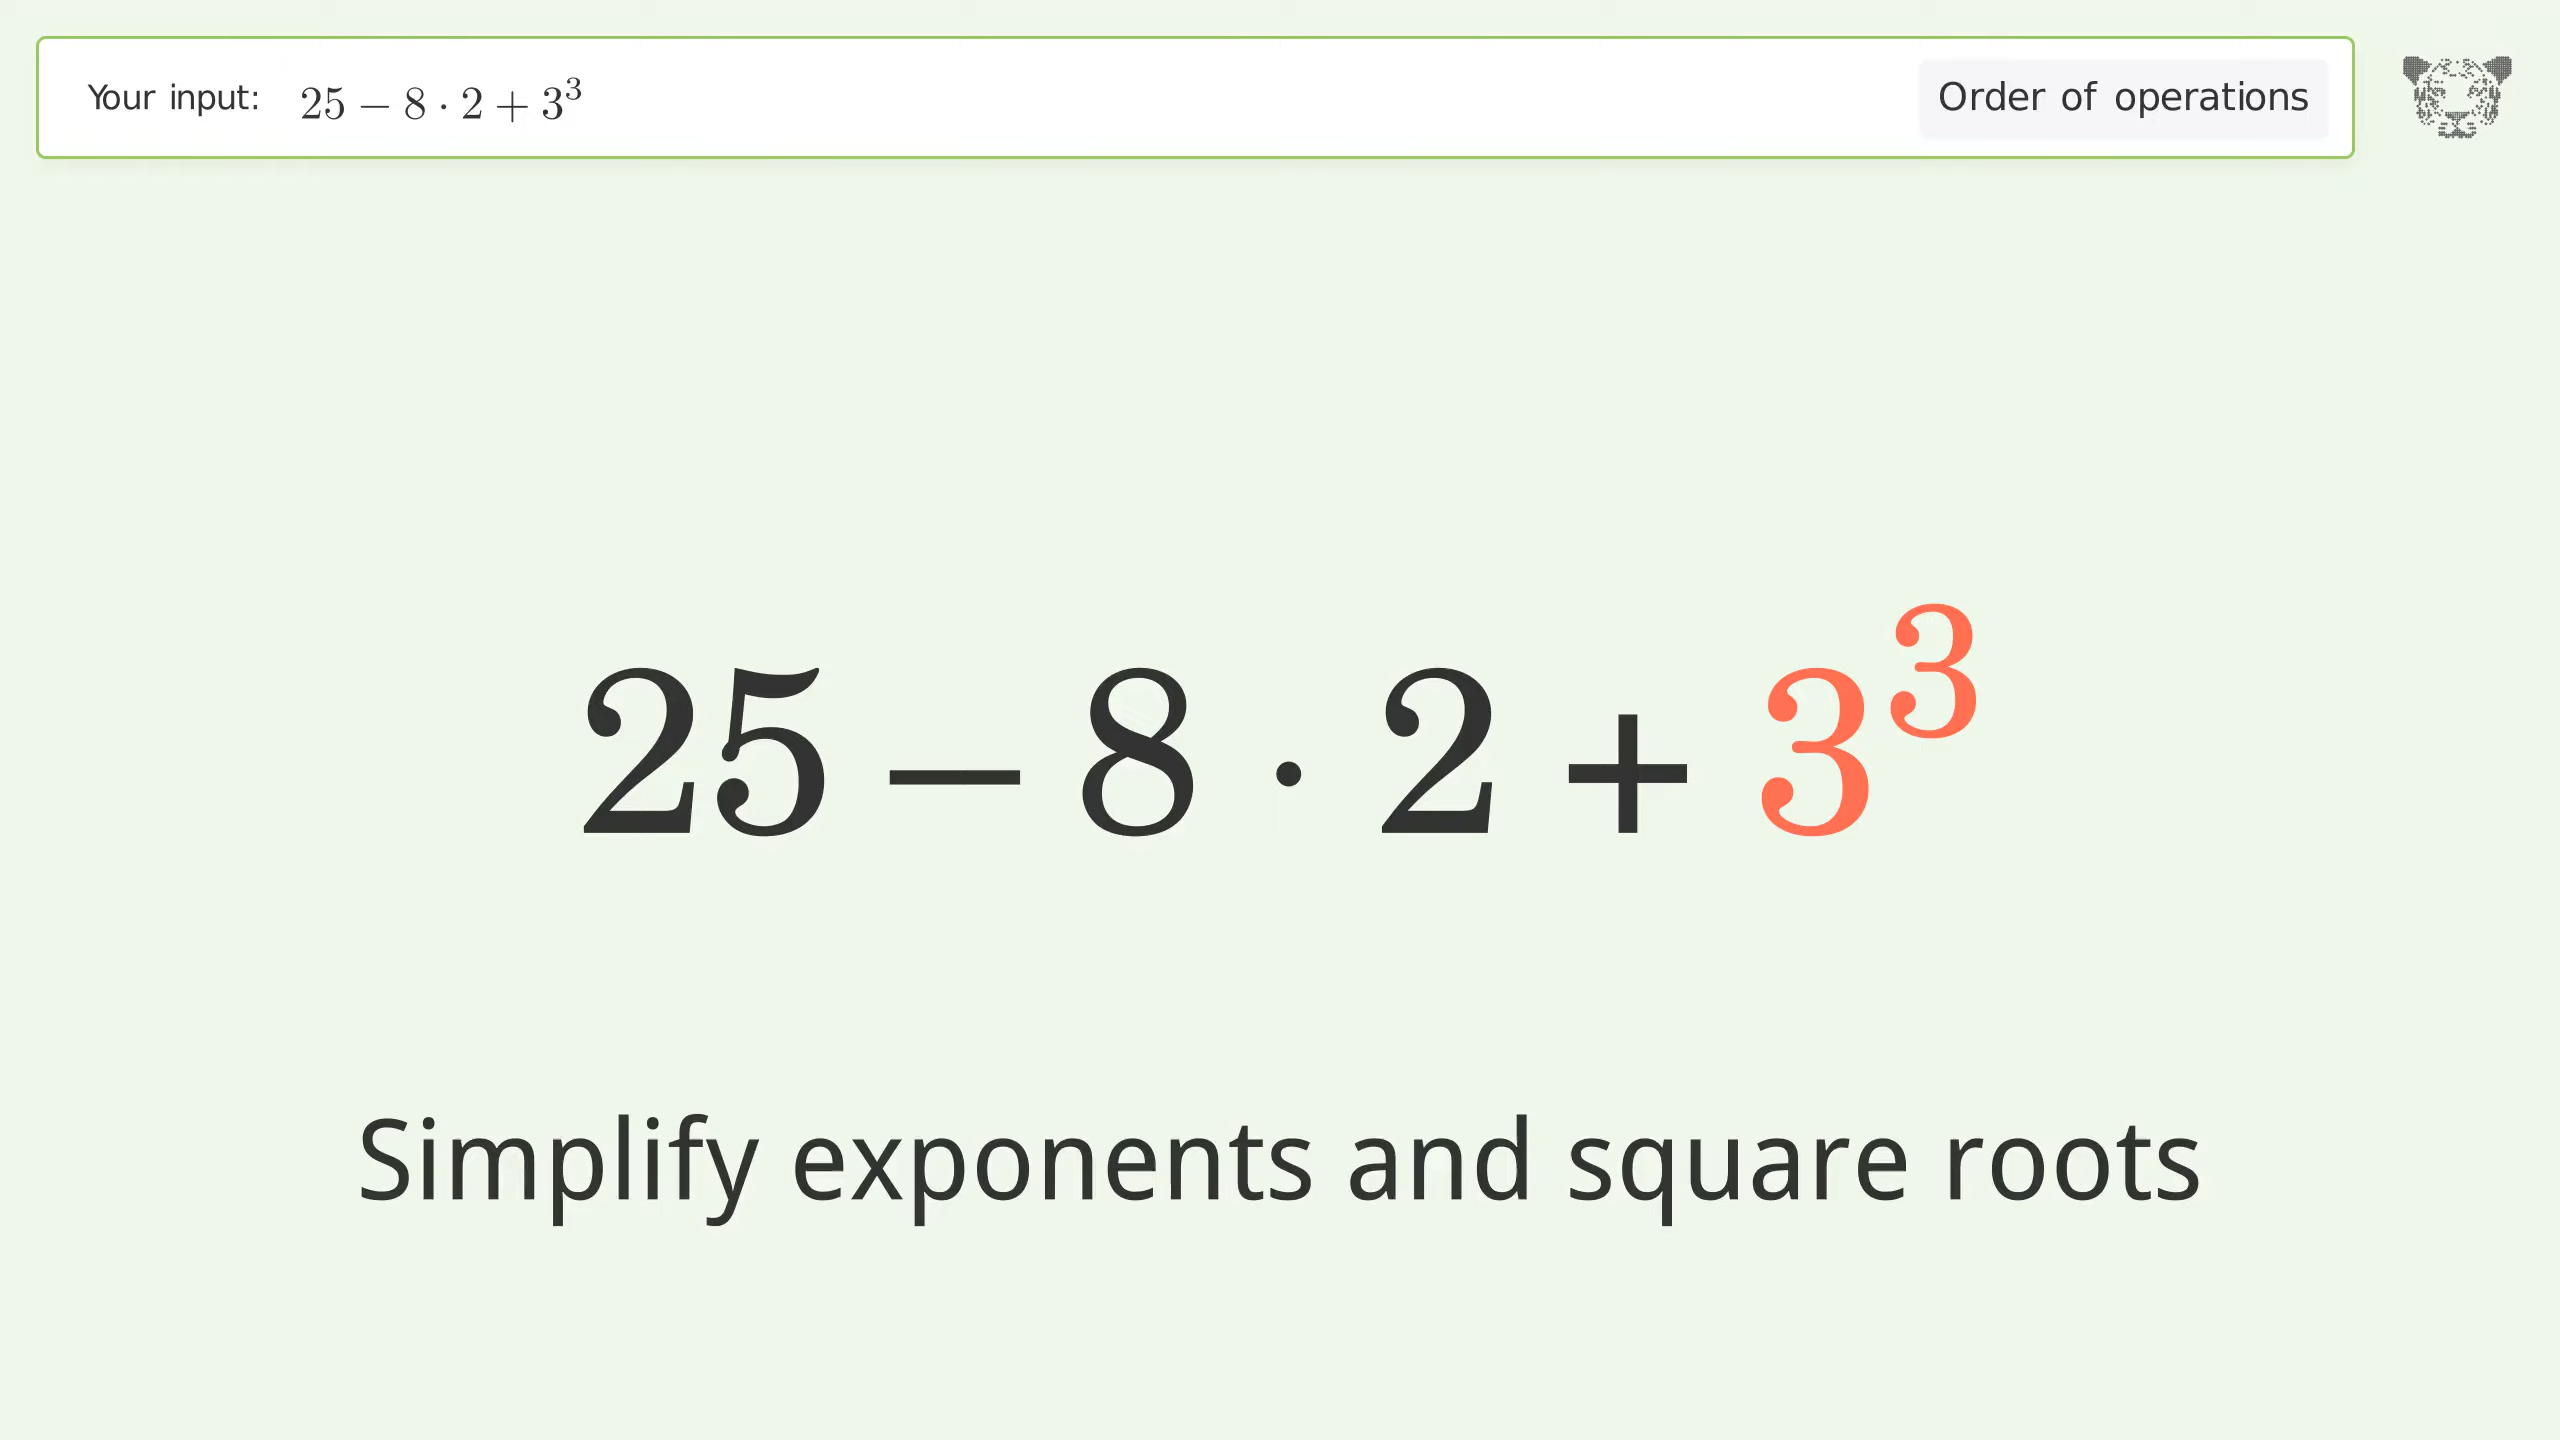 Your input: 25 − 8 · 2 + 3³ Order of operations
25 − 8 · 2 + 3³
Simplify exponents and square roots